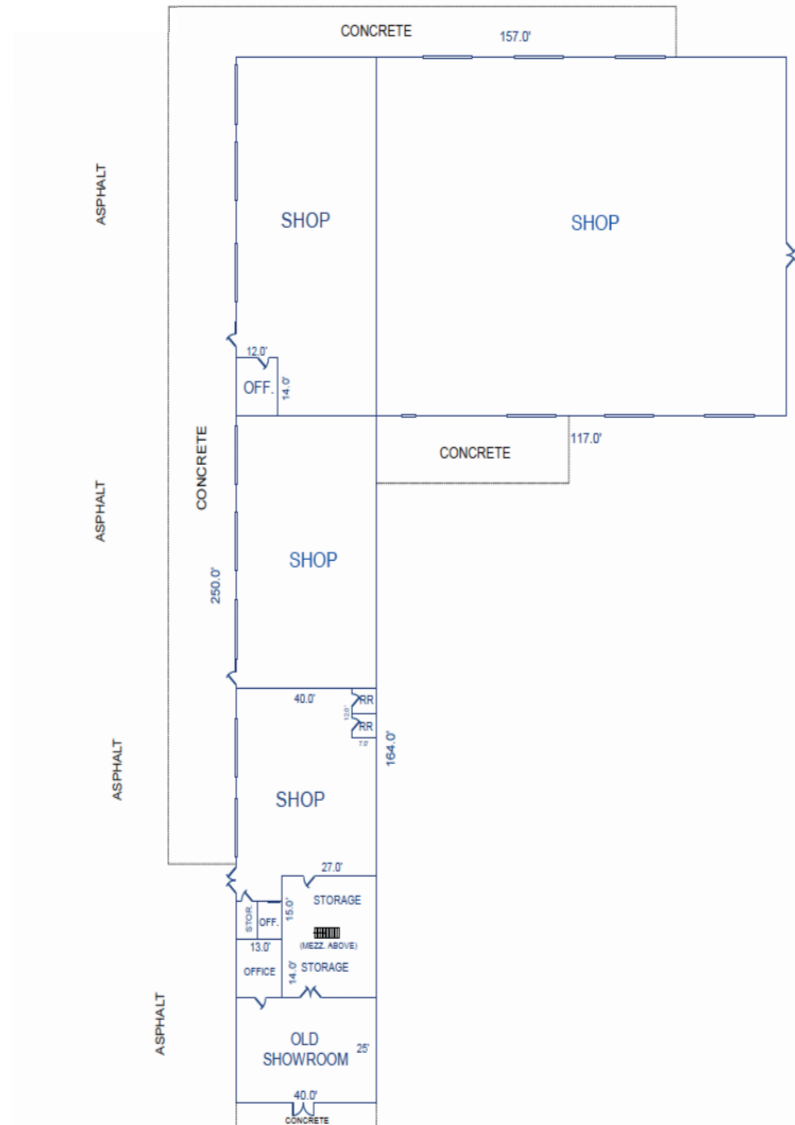 CONCRETE
157.0'
ASPHALT
SHOP
SHOP
12.0'
OFF.
14.0'
CONCRETE
117.0'
CONCRETE
ASPHALT
SHOP
250.0'
40.0'
RR
12.0'
RR
7.0'
164.0'
ASPHALT
SHOP
27.0'
STORAGE
STOR.
OFF.
15.0'
(MEZZ. ABOVE)
13.0'
OFFICE
14.0'
STORAGE
ASPHALT
OLD
SHOWROOM
25'
40.0'
CONCRETE